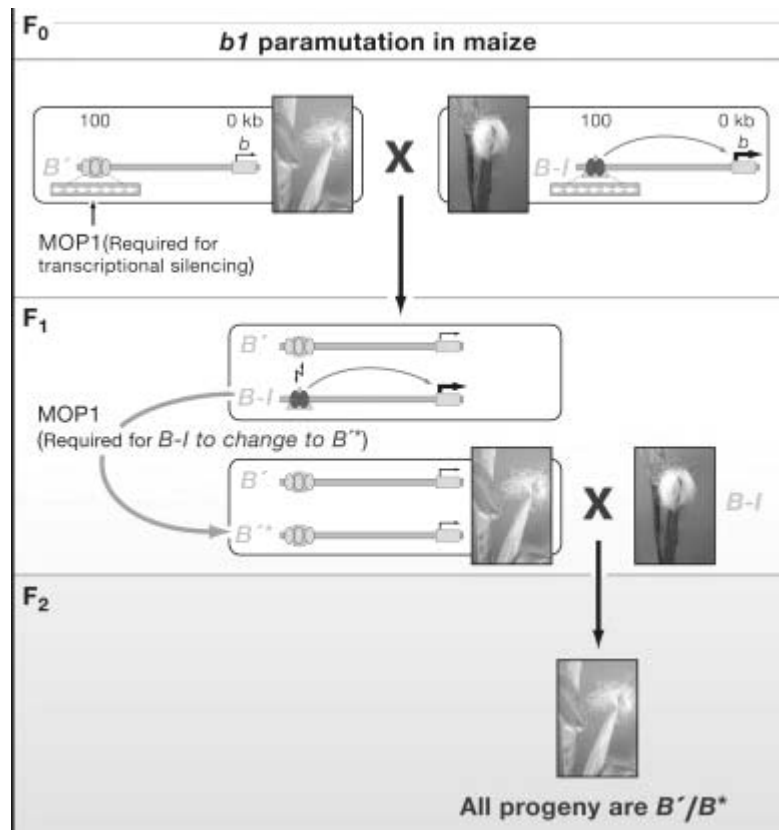 F0
b1 paramutation in maize
100 0 kb
b
B´
MOP1(Required for
transcriptional silencing)
X
100 0 kb
b
B-I
F1
B´
B-I
MOP1
(Required for B-I to change to B´*)
B´
B´*
X
B-I
F2
All progeny are B´/B*